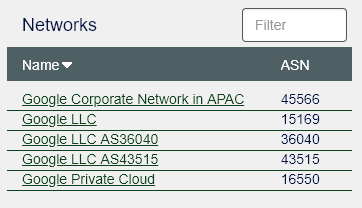 Networks Filter
Name ASN
Google Corporate Network in APAC 45566
Google LLC 15169
Google LLC AS36040 36040
Google LLC AS43515 43515
Google Private Cloud 16550